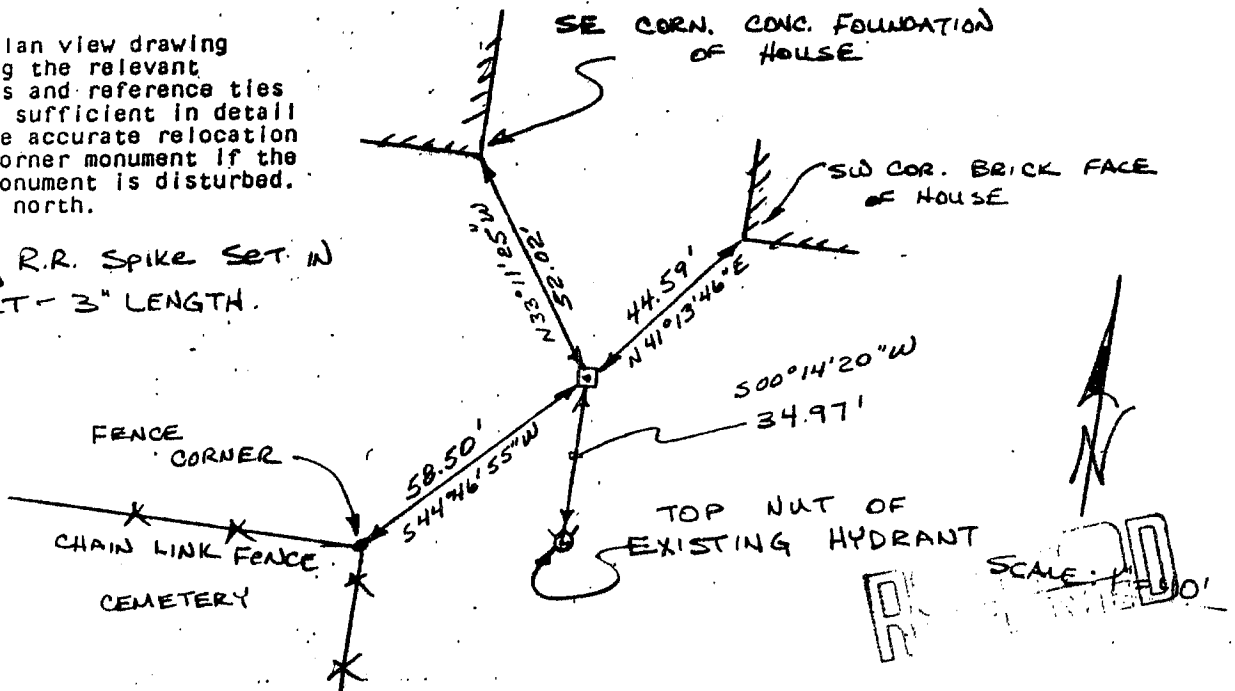 SE CORN. CONC. FOUNDATION
OF HOUSE
lan view drawing
g the relevant
s and reference ties
sufficient in detail
e accurate relocation
orner monument if the
onument is disturbed.
north.
SW COR. BRICK FACE
OF HOUSE
R.R. SPIKE SET IN
T - 3" LENGTH.
N33°11'25"W
52.02'
44.59'
N 41°13'46"E
S00°14'20"W
34.97'
FENCE
CORNER
58.50'
S44°46'55"W
N
TOP NUT OF
EXISTING HYDRANT
CHAIN LINK FENCE
CEMETERY
SCALE: